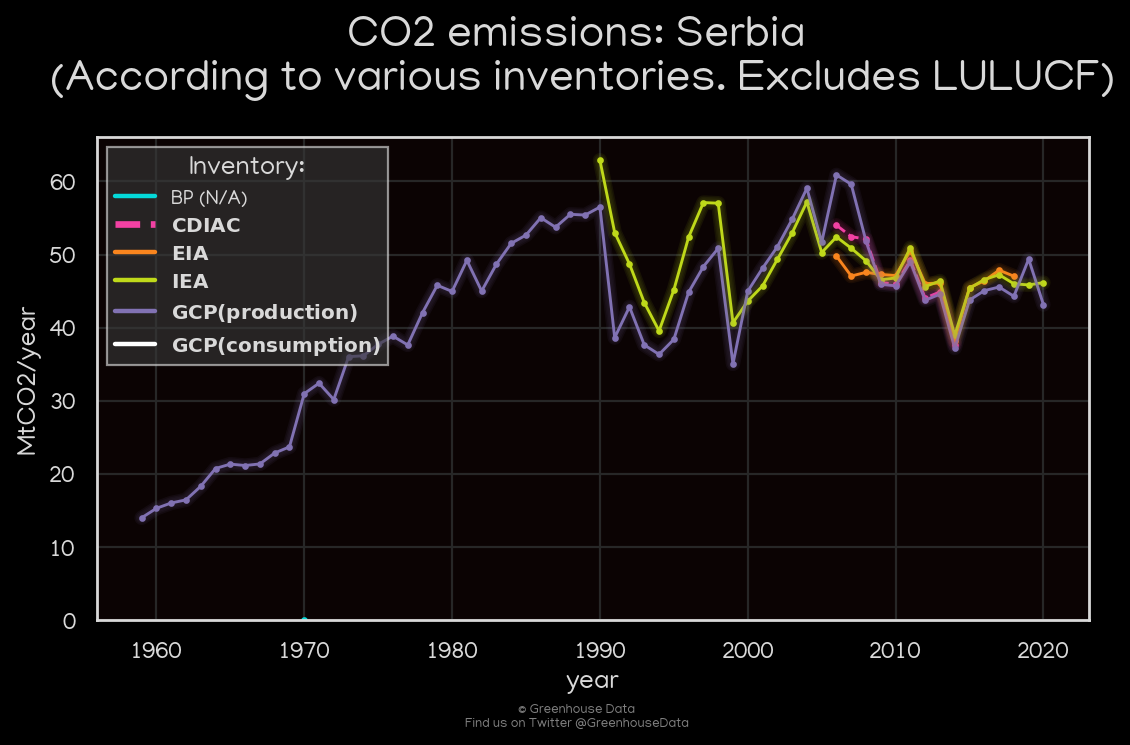 CO2 emissions: Serbia
(According to various inventories. Excludes LULUCF)
Inventory:
BP (N/A)
CDIAC
EIA
IEA
GCP(production)
GCP(consumption)
MtCO2/year
60
50
40
30
20
10
0
1960 1970 1980 1990 2000 2010 2020
year
© Greenhouse Data
Find us on Twitter @GreenhouseData